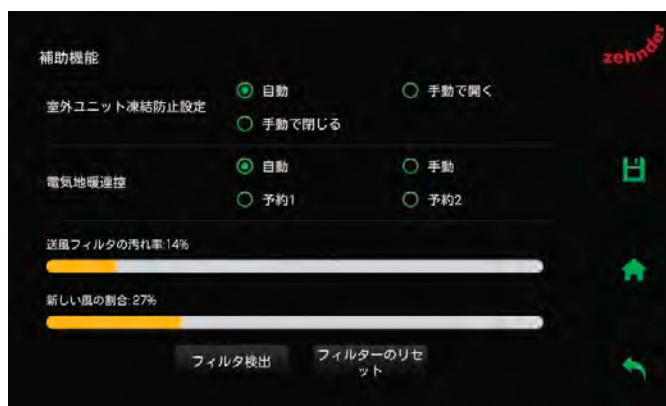 補助機能
zehnder
室外ユニット凍結防止設定
自動
手動で開く
手動で閉じる
電気地暖連控
自動
手動
予約1
予約2
送風フィルタの汚れ率:14%
新しい風の割合:27%
フィルタ検出
フィルターのリセ
ット